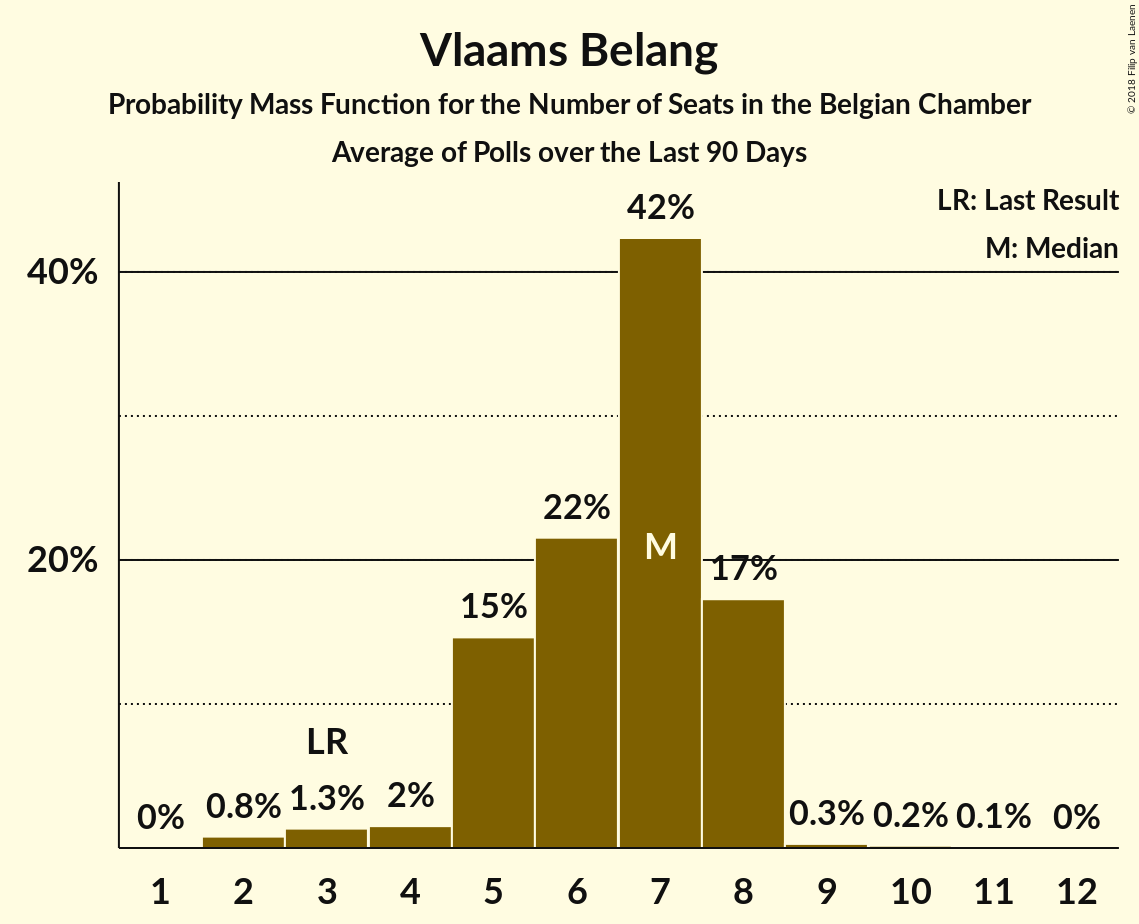 Vlaams Belang
Probability Mass Function for the Number of Seats in the Belgian Chamber
Average of Polls over the Last 90 Days
© 2018 Filip van Laenen
LR: Last Result
M: Median
40%
20%
0%
0.8%
1.3%
LR
2%
15%
22%
42%
M
17%
0.3%
0.2%
0.1%
0%
1 2 3 4 5 6 7 8 9 10 11 12